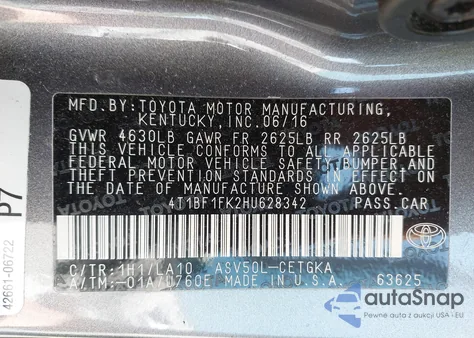 MFD.BY:TOYOTA MOTOR MANUFACTURING,
KENTUCKY,INC.06/16
GVWR 4630LB GAWR FR 2625LB RR 2625LB
THIS VEHICLE CONFORMS TO ALL APPLICABLE
FEDERAL MOTOR VEHICLE SAFETY,BUMPER,AND
THEFT PREVENTION STANDARDS IN EFFECT ON
THE DATE OF MANUFACTURE SHOWN ABOVE.
4T1BF1FK2HU628342 PASS.CAR
TOYOTA
C/TR:1H1/LA10 ASV50L-CETGKA
A/TM:-01A/ MADE IN U.S.A. 63625
P7
42661-06722
autoSnap
Pewne auta z USA i Kanady